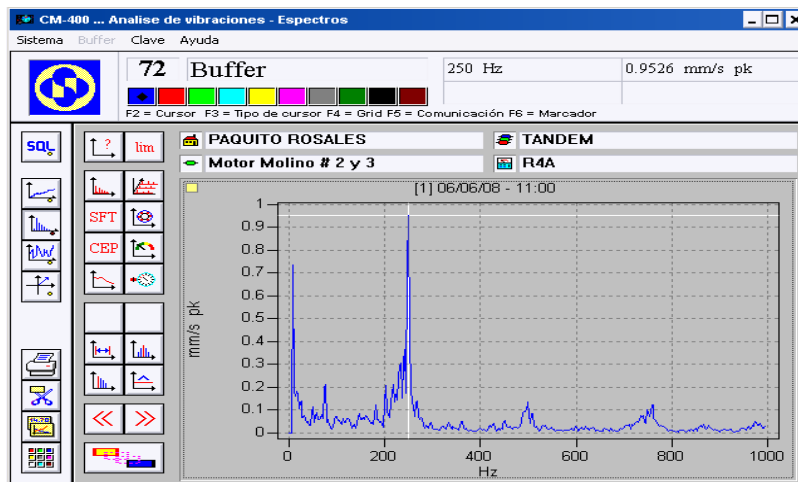 CM-400 ... Analise de vibraciones - Espectros
Sistema Buffer Clave Ayuda
72 Buffer 250 Hz 0.9526 mm/s pk
F2 = Cursor F3 = Tipo de cursor F4 = Grid F5 = Comunicación F6 = Marcador
SQL ? lim PAQUITO ROSALES TANDEM
Motor Molino # 2 y 3 R4A
[1] 06/06/08 - 11:00
SFT
CEP
mm/s pk
1
0.9
0.8
0.7
0.6
0.5
0.4
0.3
0.2
0.1
0
0 200 400 600 800 1000
Hz
14.70